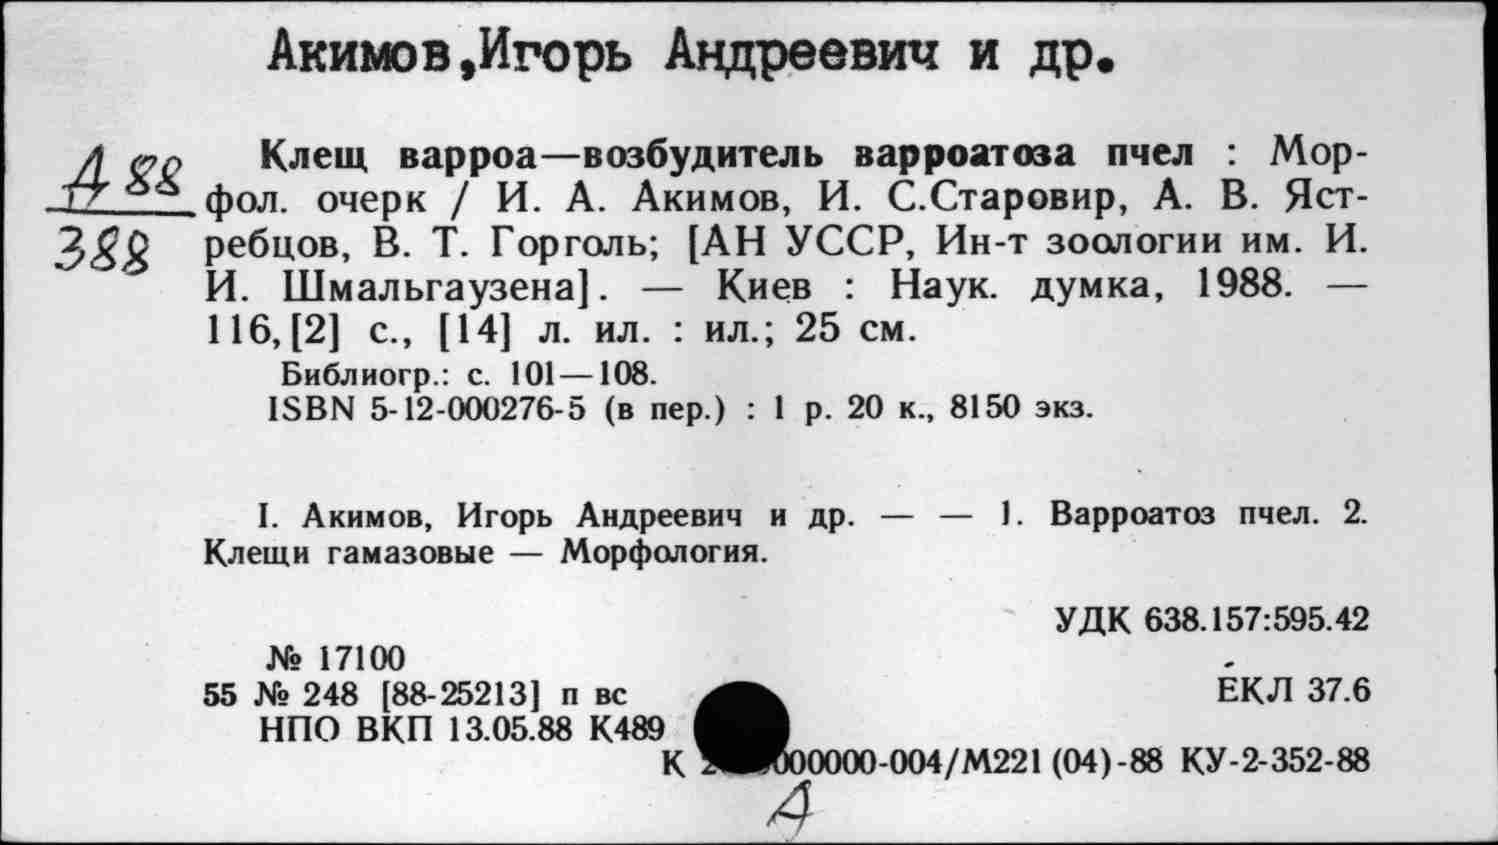 Акимов,Игорь Андреевич и др.
А 88
388
Клещ варроа—возбудитель варроатоза пчел : Мор-
фол. очерк / И. А. Акимов, И. С.Старовир, А. В. Яст-
ребцов, В. Т. Горголь; [АН УССР, Ин-т зоологии им. И.
И. Шмальгаузена]. — Киев : Наук. думка, 1988. —
116,[2] с., [14] л. ил. : ил.; 25 см.
Библиогр.: с. 101—108.
ISBN 5-12-000276-5 (в пер.) : 1 р. 20 к., 8150 экз.
I. Акимов, Игорь Андреевич и др. — — 1. Варроатоз пчел. 2.
Клещи гамазовые — Морфология.
УДК 638.157:595.42
№ 17100
55 № 248 [88-25213] п вс
ЕКЛ 37.6
НПО ВКП 13.05.88 К489
К 000000-004/М221 (04)-88 КУ-2-352-88
А